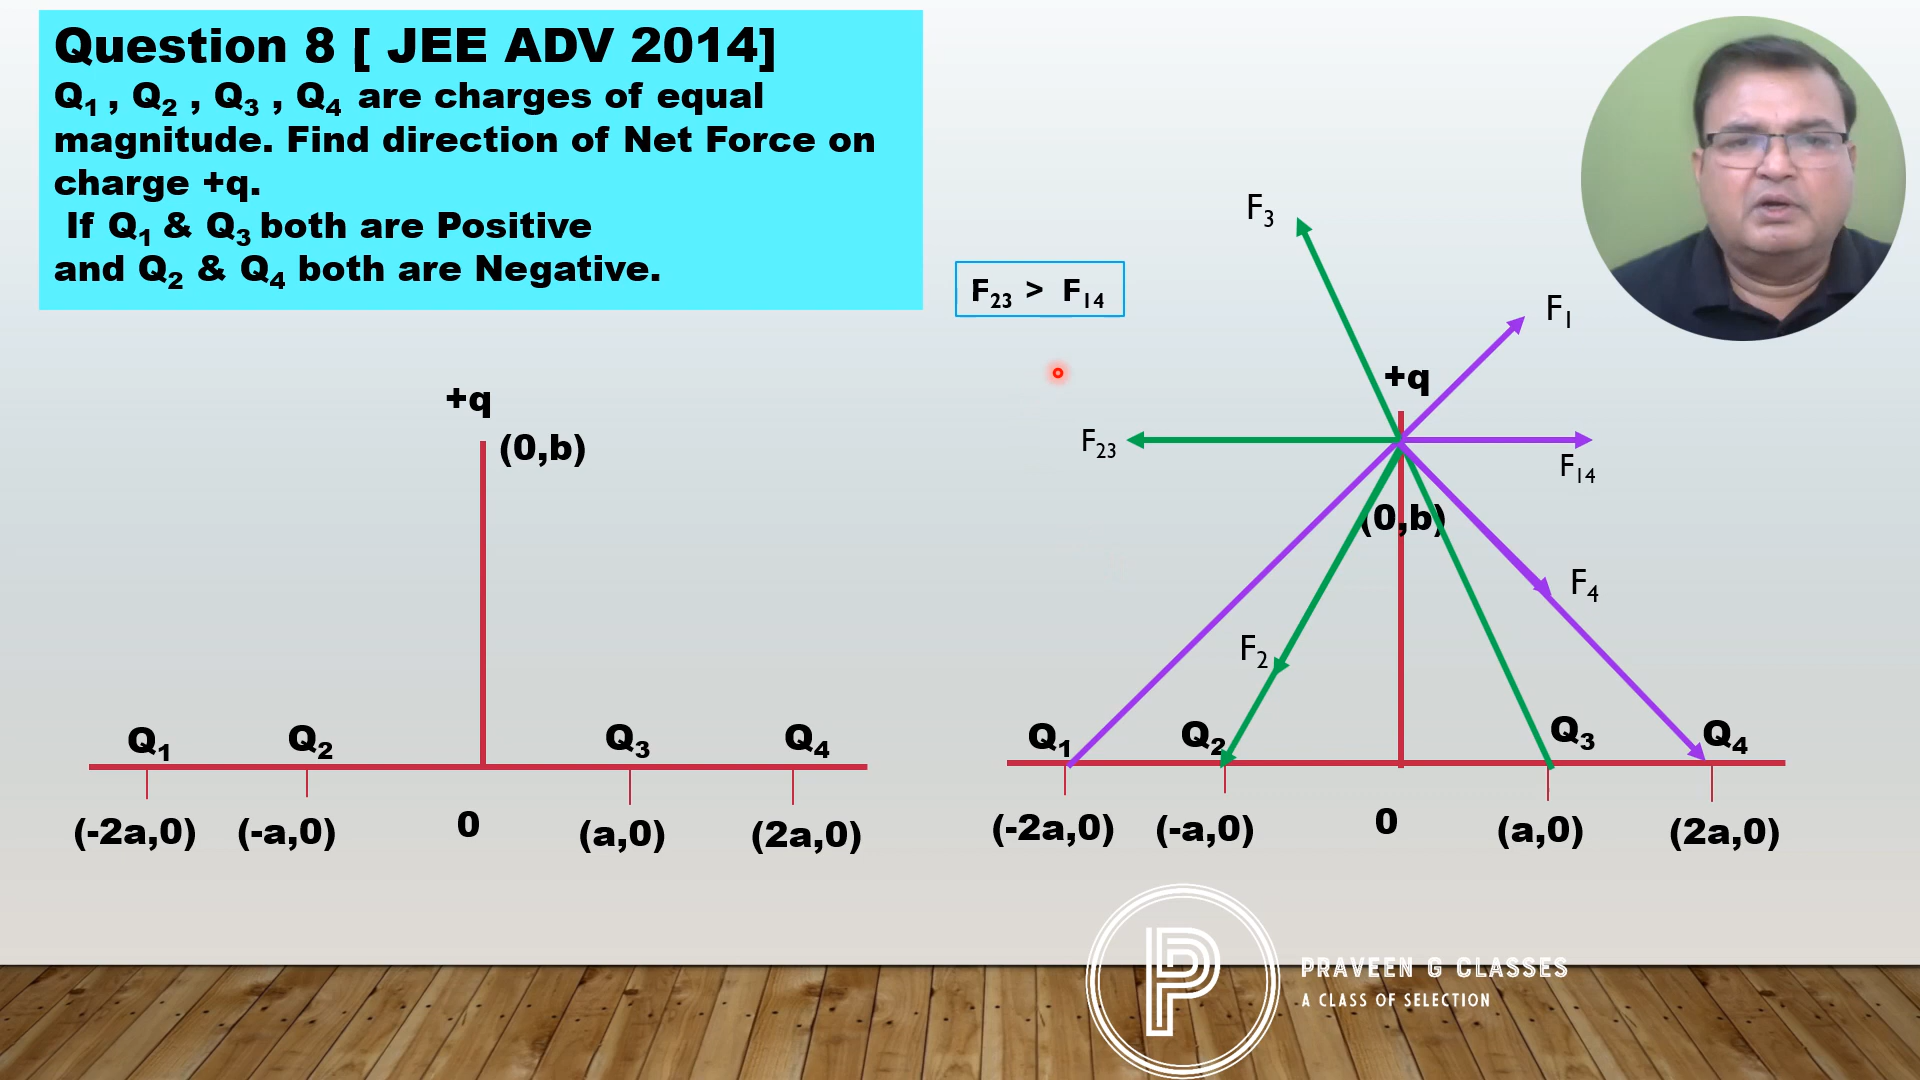 Question 8 [ JEE ADV 2014]
Q₁ , Q₂ , Q₃ , Q₄ are charges of equal
magnitude. Find direction of Net Force on
charge +q.
If Q₁ & Q₃ both are Positive
and Q₂ & Q₄ both are Negative.
F₂₃ > F₁₄
+q
(0,b)
Q₁ Q₂ Q₃ Q₄
(-2a,0) (-a,0) 0 (a,0) (2a,0)
F₃
F₁
+q
F₂₃
F₁₄
(0,b)
F₄
F₂
Q₁ Q₂ Q₃ Q₄
(-2a,0) (-a,0) 0 (a,0) (2a,0)
PRAVEEN G CLASSES
A CLASS OF SELECTION